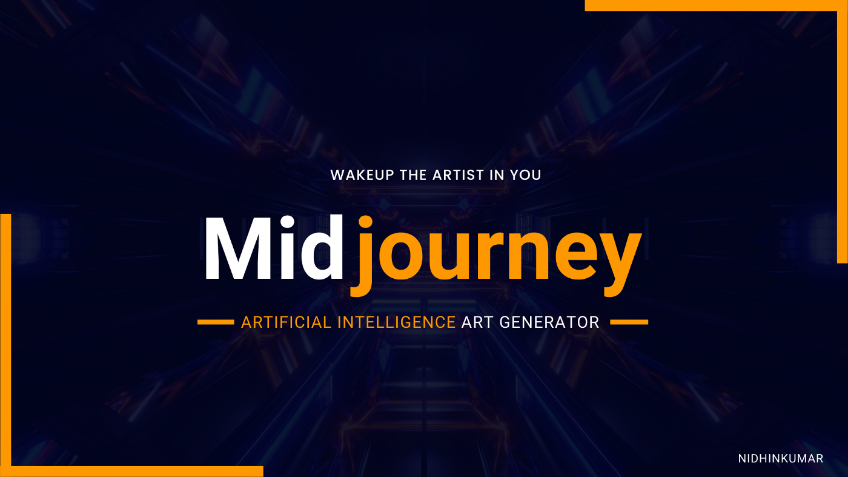 WAKEUP THE ARTIST IN YOU
Midjourney
ARTIFICIAL INTELLIGENCE ART GENERATOR
NIDHINKUMAR